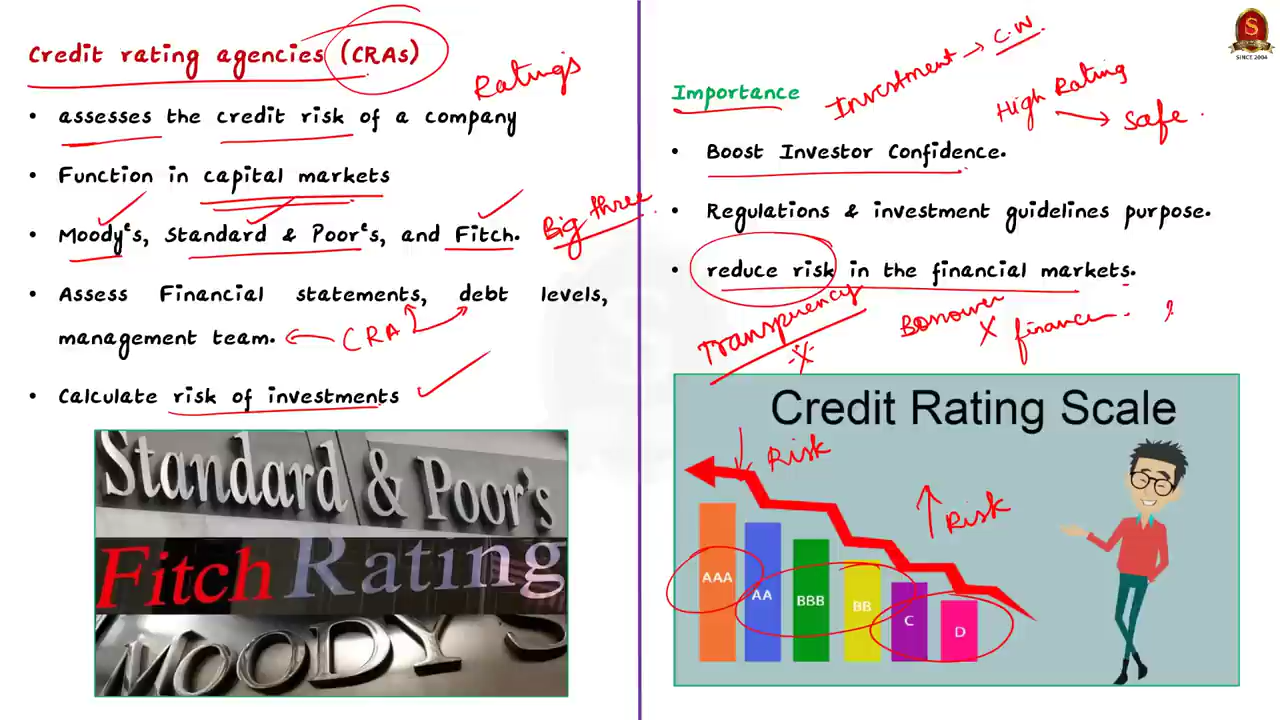 Credit rating agencies (CRAs)
Ratings
• assesses the credit risk of a company
• Function in capital markets
• Moody's, Standard & Poor's, and Fitch.
Big three.
• Assess Financial statements, debt levels,
management team.
CRA
• Calculate risk of investments
Standard & Poor's
Fitch Rating
MOODY'S
SINCE 2004
Investment → C.W.
Importance
High Rating
→ Safe.
• Boost Investor Confidence.
• Regulations & investment guidelines purpose.
• reduce risk in the financial markets.
Transparency
Borrower
X finance.
Credit Rating Scale
↓ Risk
↑ Risk
AAA
AA
BBB
BB
C
D